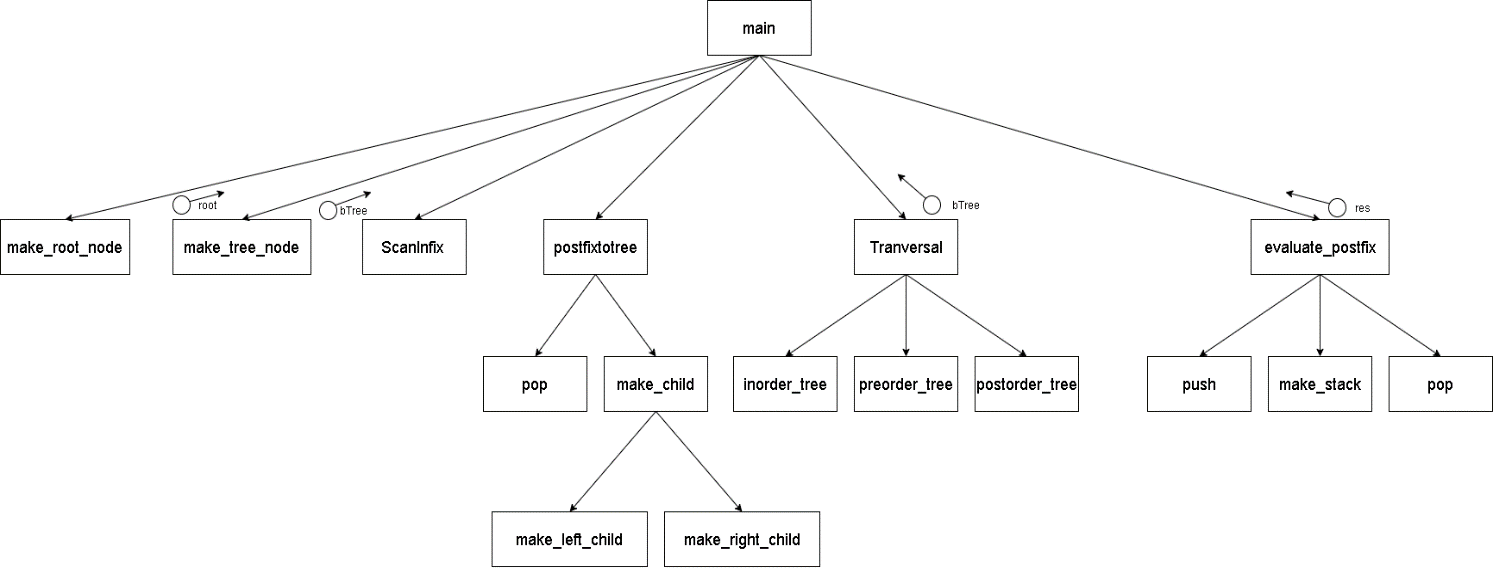 main
root
bTree
bTree
res
make_root_node
make_tree_node
ScanInfix
postfixtotree
Tranversal
evaluate_postfix
pop
make_child
inorder_tree
preorder_tree
postorder_tree
push
make_stack
pop
make_left_child
make_right_child